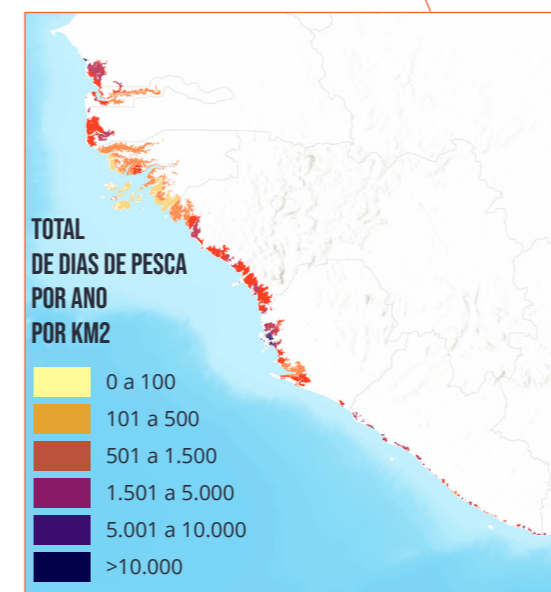 TOTAL
DE DIAS DE PESCA
POR ANO
POR KM2
0 a 100
101 a 500
501 a 1.500
1.501 a 5.000
5.001 a 10.000
>10.000